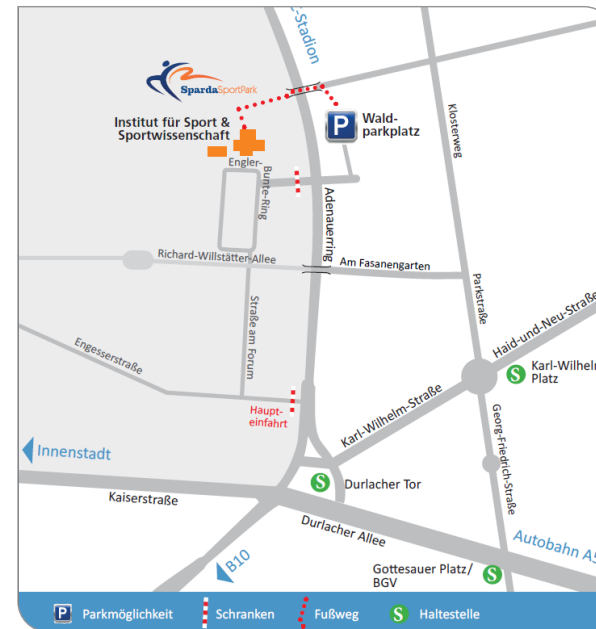 -Stadion
SpardaSportPark
Institut für Sport &
Sportwissenschaft
P
Wald-
parkplatz
Klosterweg
Engler-
Bunte-Ring
Adenauerring
Richard-Willstätter-Allee
Am Fasanengarten
Parkstraße
Straße am Forum
Engesserstraße
Haid-und-Neu-Straße
S
Karl-Wilhelm
Platz
Haupt-
einfahrt
Karl-Wilhelm-Straße
Georg-Friedrich-Straße
Innenstadt
S
Durlacher Tor
Kaiserstraße
Durlacher Allee
Autobahn A5
B10
Gottesauer Platz/
BGV
S
P Parkmöglichkeit
Schranken
Fußweg
S Haltestelle